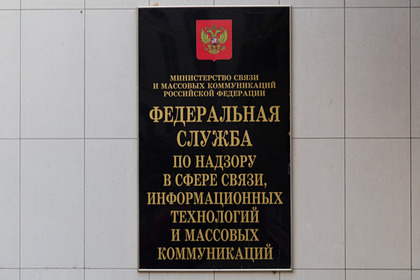 МИНИСТЕРСТВО СВЯЗИ
И МАССОВЫХ КОММУНИКАЦИЙ
РОССИЙСКОЙ ФЕДЕРАЦИИ
ФЕДЕРАЛЬНАЯ
СЛУЖБА
ПО НАДЗОРУ
В СФЕРЕ СВЯЗИ,
ИНФОРМАЦИОННЫХ
ТЕХНОЛОГИЙ
И МАССОВЫХ
КОММУНИКАЦИЙ